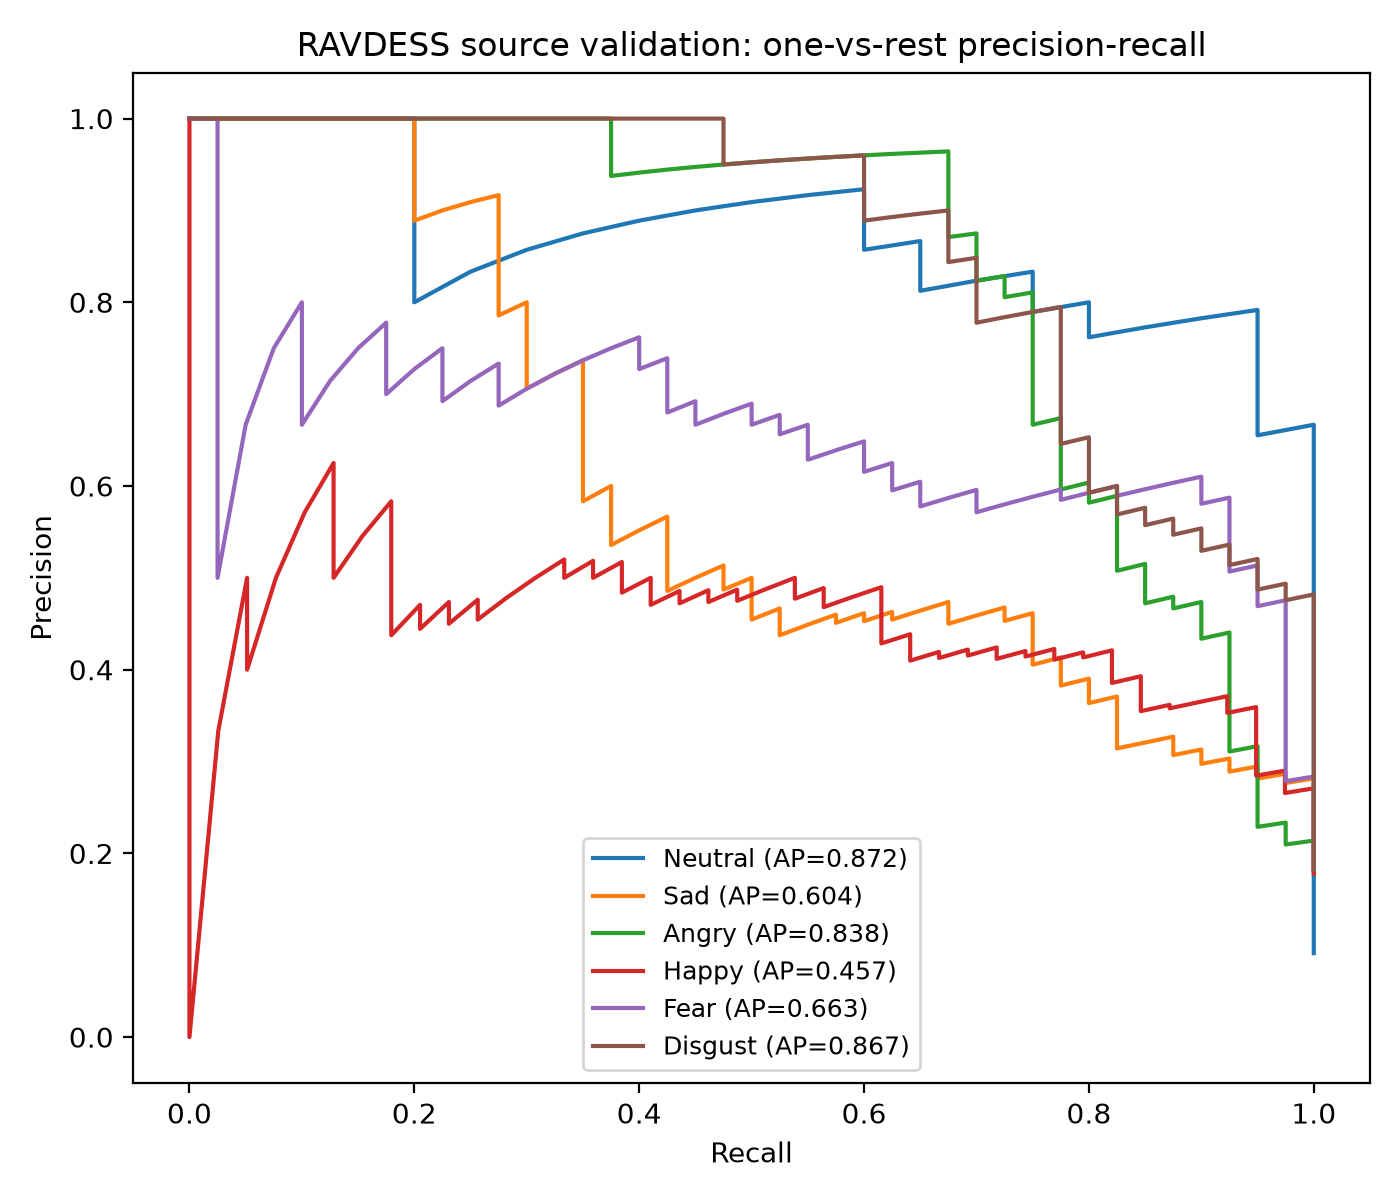 RAVDESS source validation: one-vs-rest precision-recall
Precision
1.0
0.8
0.6
0.4
0.2
0.0
Neutral (AP=0.872)
Sad (AP=0.604)
Angry (AP=0.838)
Happy (AP=0.457)
Fear (AP=0.663)
Disgust (AP=0.867)
0.0 0.2 0.4 0.6 0.8 1.0
Recall